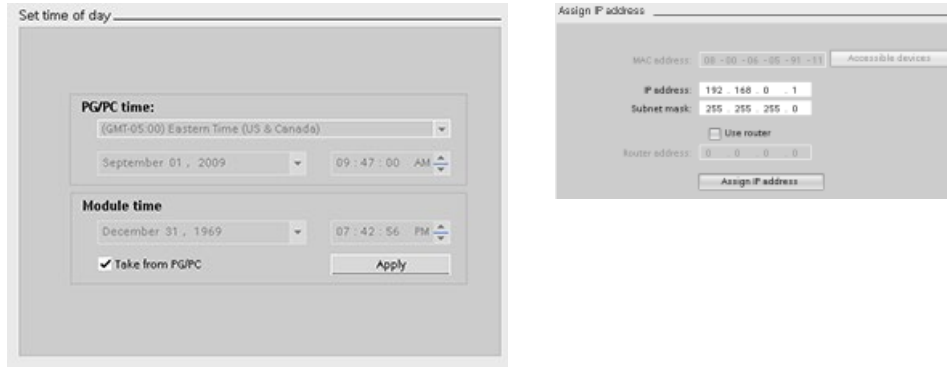 Set time of day
PG/PC time:
(GMT-05:00) Eastern Time (US & Canada)
September 01 , 2009
09 : 47 : 00 AM
Module time
December 31 , 1969
07 : 42 : 56 PM
Take from PG/PC
Apply
Assign IP address
MAC address: 08 - 00 - 06 - 05 - 91 - 11 Accessible devices
IP address: 192 . 168 . 0 . 1
Subnet mask: 255 . 255 . 255 . 0
Use router
Router address: 0 . 0 . 0 . 0
Assign IP address